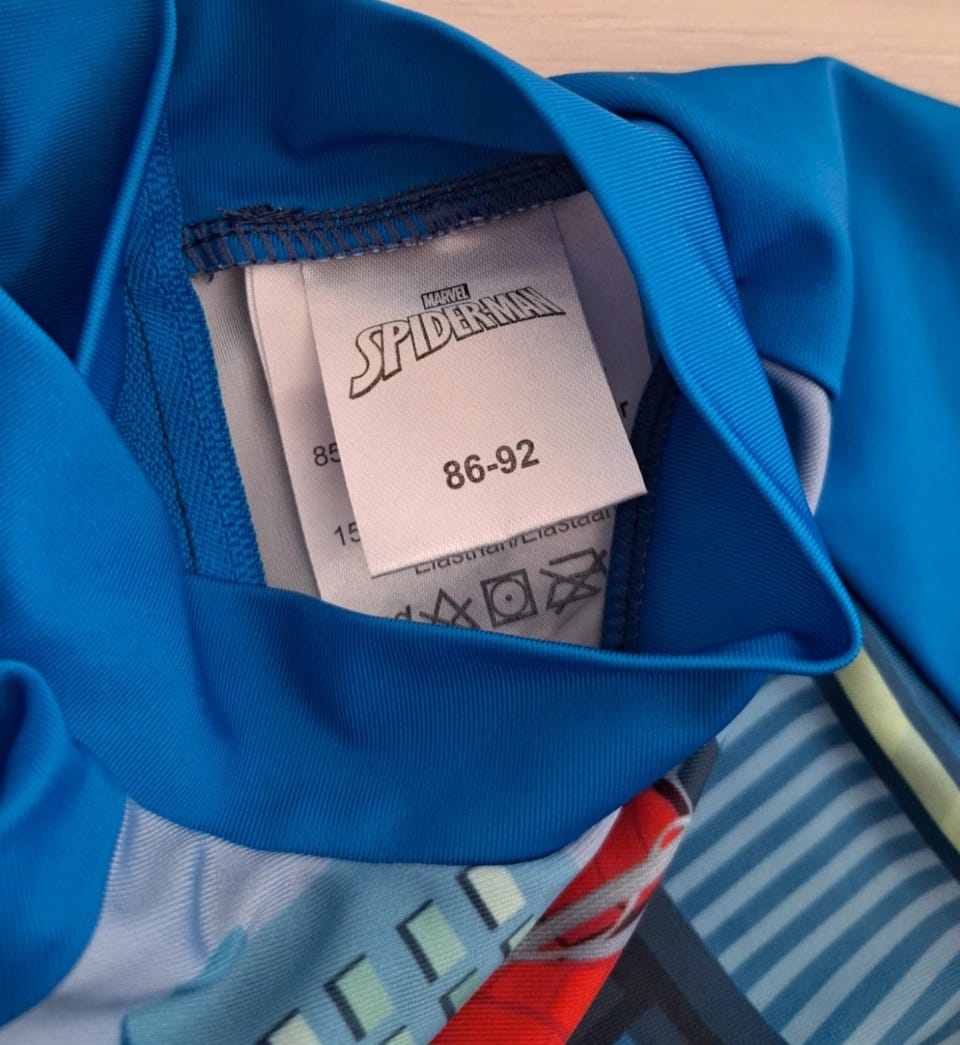 MARVEL
SPIDER-MAN
86-92
85
15
Elasthan/Elastaan